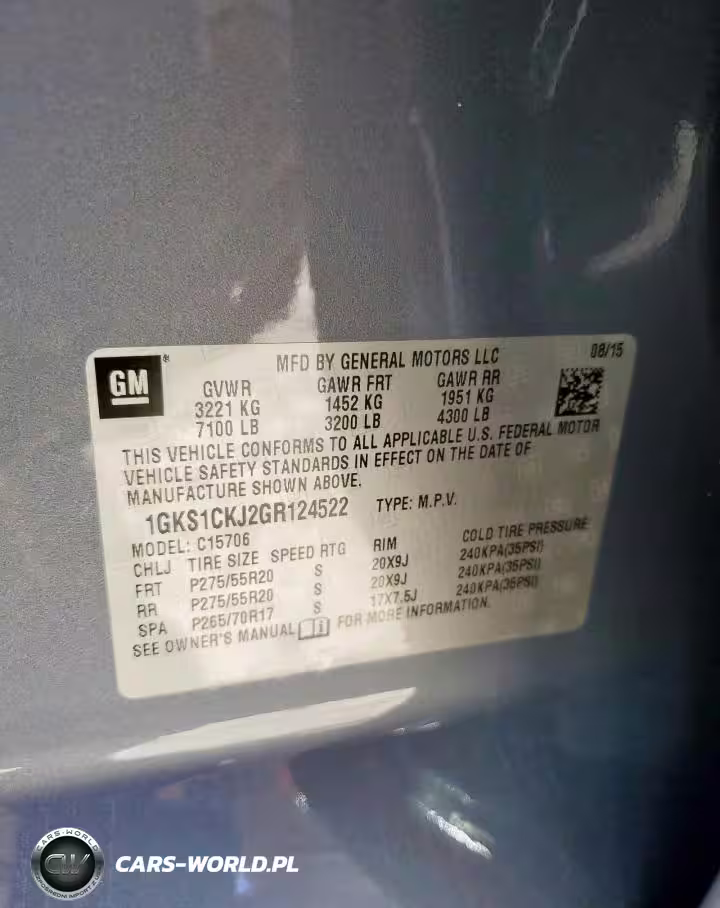 GM®
MFD BY GENERAL MOTORS LLC 08/15
GVWR GAWR FRT GAWR RR
3221 KG 1452 KG 1951 KG
7100 LB 3200 LB 4300 LB
THIS VEHICLE CONFORMS TO ALL APPLICABLE U.S. FEDERAL MOTOR
VEHICLE SAFETY STANDARDS IN EFFECT ON THE DATE OF
MANUFACTURE SHOWN ABOVE.
1GKS1CKJ2GR124522 TYPE: M.P.V.
MODEL: C15706
CHLJ TIRE SIZE SPEED RTG RIM COLD TIRE PRESSURE
FRT P275/55R20 S 20X9J 240KPA(35PSI)
RR P275/55R20 S 20X9J 240KPA(35PSI)
SPA P265/70R17 S 17X7.5J 240KPA(35PSI)
SEE OWNER'S MANUAL FOR MORE INFORMATION.
CARS-WORLD
CW
CARS-WORLD.PL